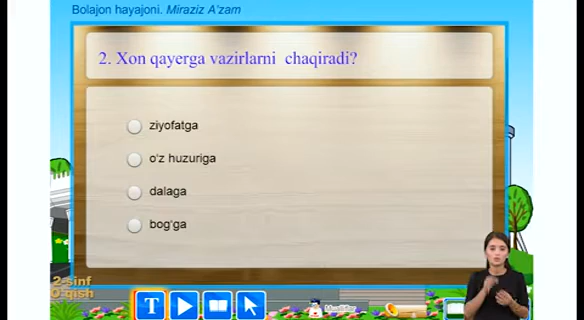 Bolajon hayajoni. Miraziz A'zam
2. Xon qayerga vazirlarni chaqiradi?
ziyofatga
o'z huzuriga
dalaga
bog'ga
2-sinf
O'qish
T